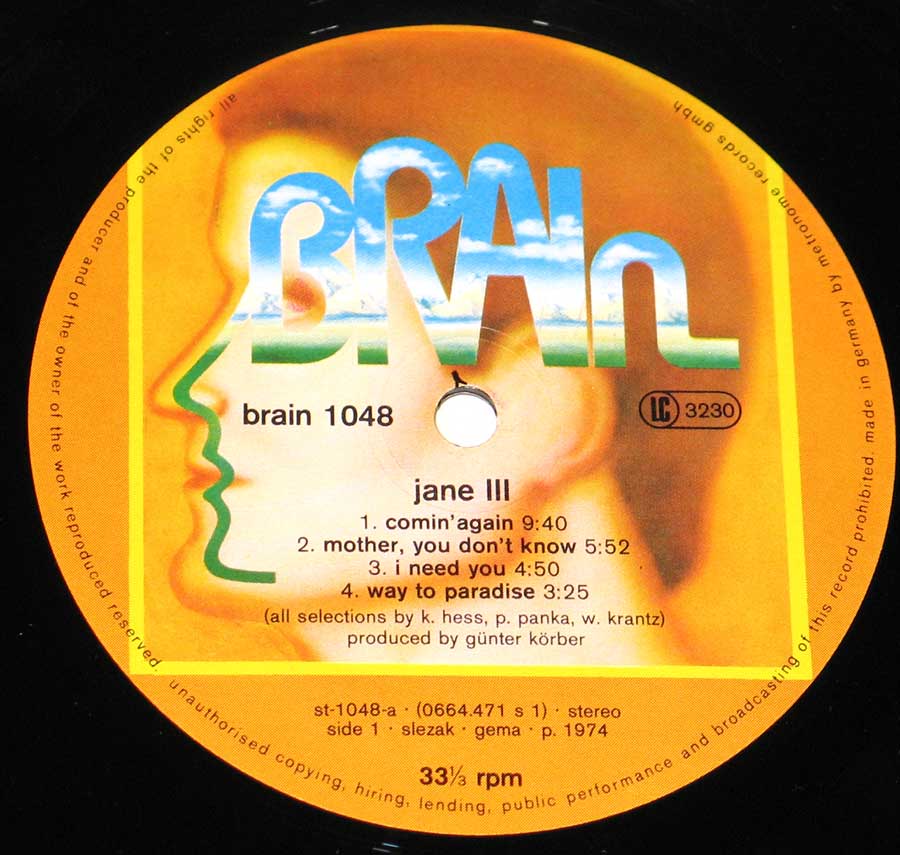 BRAIn
brain 1048
LC 3230
jane III
1. comin'again 9:40
2. mother, you don't know 5:52
3. i need you 4:50
4. way to paradise 3:25
(all selections by k. hess, p. panka, w. krantz)
produced by günter körber
st-1048-a · (0664.471 s 1) · stereo
side 1 · slezak · gema · p. 1974
33⅓ rpm
all rights of the producer and of the owner of the work reproduced reserved. unauthorised copying, hiring, lending, public performance and broadcasting of this record prohibited. made in germany by metronome records gmbh